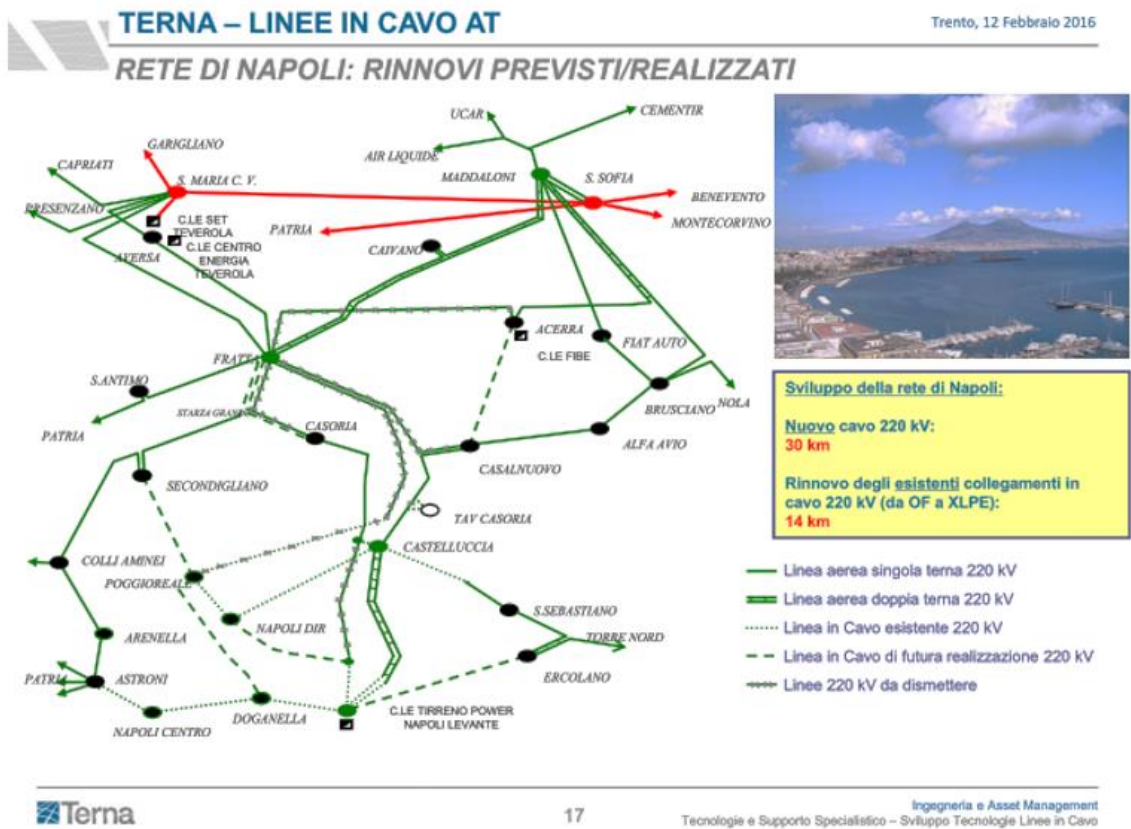 TERNA – LINEE IN CAVO AT
Trento, 12 Febbraio 2016
RETE DI NAPOLI: RINNOVI PREVISTI/REALIZZATI
UCAR
CEMENTIR
GARIGLIANO
CAPRIATI
AIR LIQUIDE
S. MARIA C. V.
MADDALONI
S. SOFIA
PRESENZANO
BENEVENTO
C.LE SET
TEVEROLA
MONTECORVINO
PATRIA
C.LE CENTRO
ENERGIA
TEVEROLA
AVERSA
CAIVANO
ACERRA
FIAT AUTO
C.LE FIBE
FRATTA
S.ANTIMO
NOLA
BRUSCIANO
STARZA GRANDE
PATRIA
CASORIA
ALFA AVIO
CASALNUOVO
SECONDIGLIANO
TAV CASORIA
CASTELLUCCIA
COLLI AMINEI
POGGIOREALE
S.SEBASTIANO
NAPOLI DIR
ARENELLA
TORRE NORD
ERCOLANO
PATRIA
ASTRONI
DOGANELLA
C.LE TIRRENO POWER
NAPOLI LEVANTE
NAPOLI CENTRO
Sviluppo della rete di Napoli:
Nuovo cavo 220 kV:
30 km
Rinnovo degli esistenti collegamenti in
cavo 220 kV (da OF a XLPE):
14 km
Linea aerea singola terna 220 kV
Linea aerea doppia terna 220 kV
Linea in Cavo esistente 220 kV
Linea in Cavo di futura realizzazione 220 kV
Linee 220 kV da dismettere
Terna
17
Ingegneria e Asset Management
Tecnologie e Supporto Specialistico – Sviluppo Tecnologie Linee in Cavo